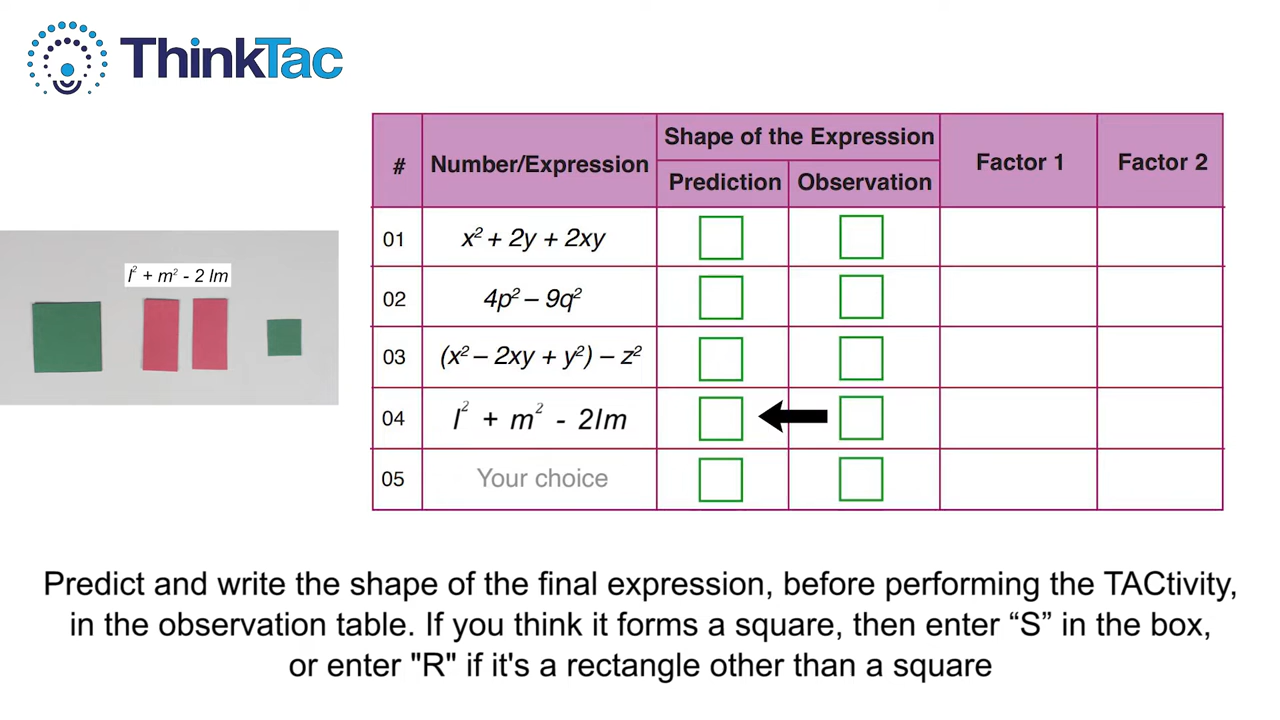 ThinkTac
l² + m² - 2 lm
# Number/Expression Shape of the Expression Factor 1 Factor 2
Prediction Observation
01 x² + 2y + 2xy
02 4p² – 9q²
03 (x² – 2xy + y²) – z²
04 l² + m² - 2lm
05 Your choice
Predict and write the shape of the final expression, before performing the TACtivity,
in the observation table. If you think it forms a square, then enter “S” in the box,
or enter "R" if it's a rectangle other than a square